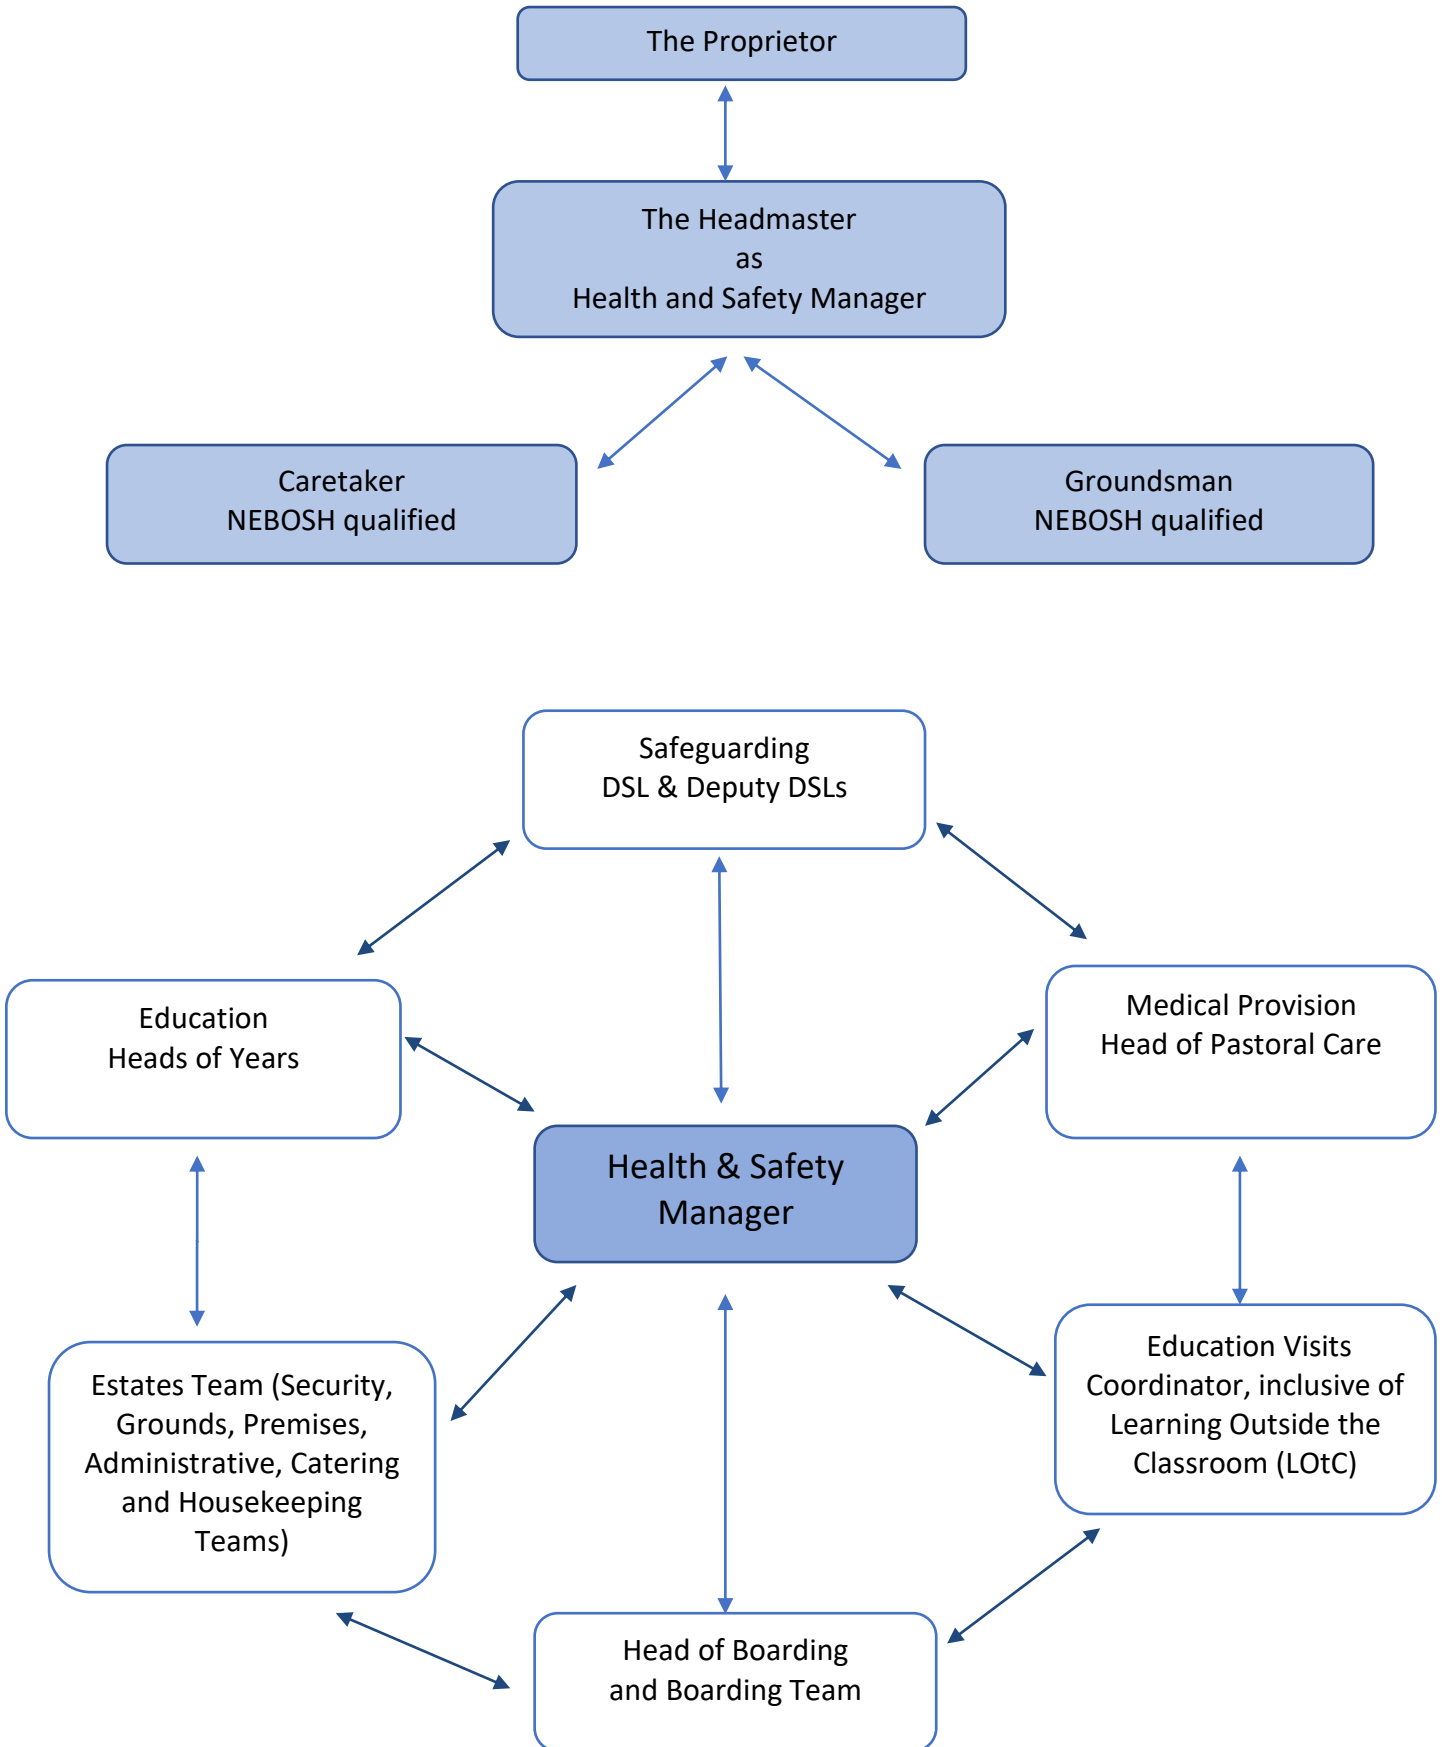 The Proprietor
The Headmaster
as
Health and Safety Manager
Caretaker
NEBOSH qualified
Groundsman
NEBOSH qualified
Safeguarding
DSL & Deputy DSLs
Education
Heads of Years
Medical Provision
Head of Pastoral Care
Health & Safety
Manager
Estates Team (Security,
Grounds, Premises,
Administrative, Catering
and Housekeeping
Teams)
Education Visits
Coordinator, inclusive of
Learning Outside the
Classroom (LOtC)
Head of Boarding
and Boarding Team